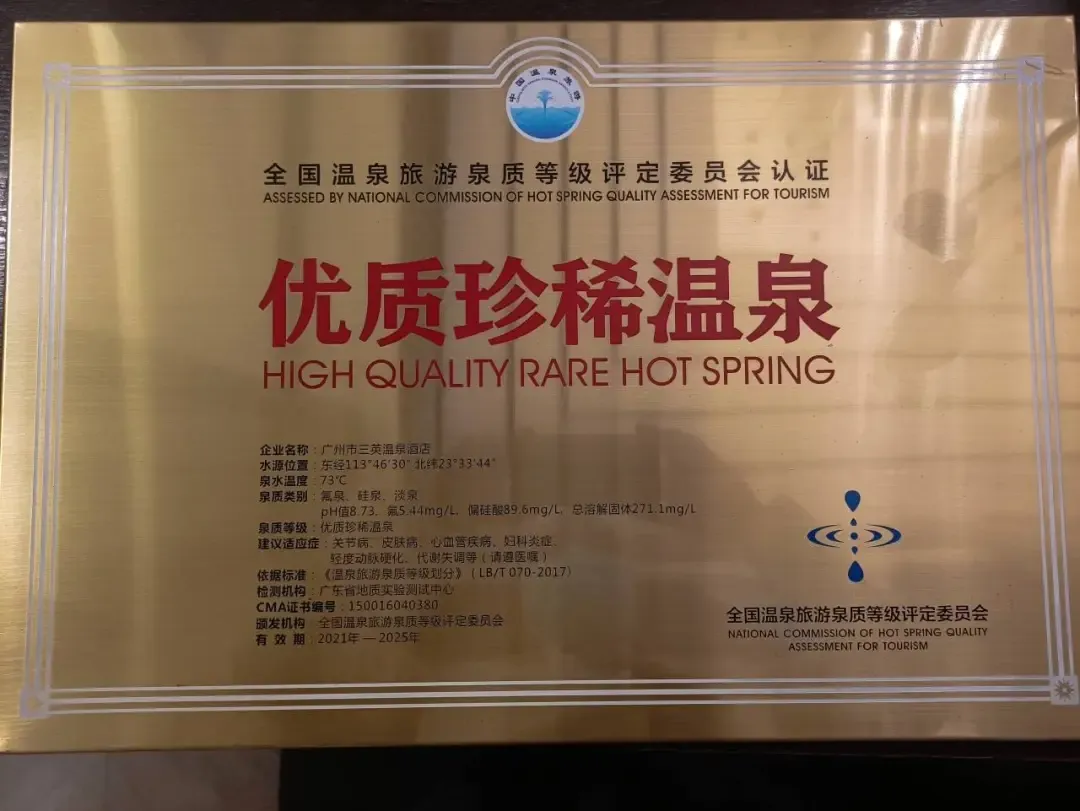 全国温泉旅游泉质等级评定委员会认证
ASSESSED BY NATIONAL COMMISSION OF HOT SPRING QUALITY ASSESSMENT FOR TOURISM
优质珍稀温泉
HIGH QUALITY RARE HOT SPRING
企业名称：广州市三英温泉酒店
水源位置：东经113°46'30" 北纬23°33'44"
泉水温度：73℃
泉质类别：氟泉、硅泉、淡泉
pH值8.73、氟5.44mg/L、偏硅酸89.6mg/L、总溶解固体271.1mg/L
泉质等级：优质珍稀温泉
建议适应症：关节病、皮肤病、心血管疾病、妇科炎症、
轻度动脉硬化、代谢失调等（请遵医嘱）
依据标准：《温泉旅游泉质等级划分》（LB/T 070-2017）
检测机构：广东省地质实验测试中心
CMA证书编号：150016040380
颁发机构：全国温泉旅游泉质等级评定委员会
有 效 期：2021年 — 2025年
全国温泉旅游泉质等级评定委员会
NATIONAL COMMISSION OF HOT SPRING QUALITY
ASSESSMENT FOR TOURISM